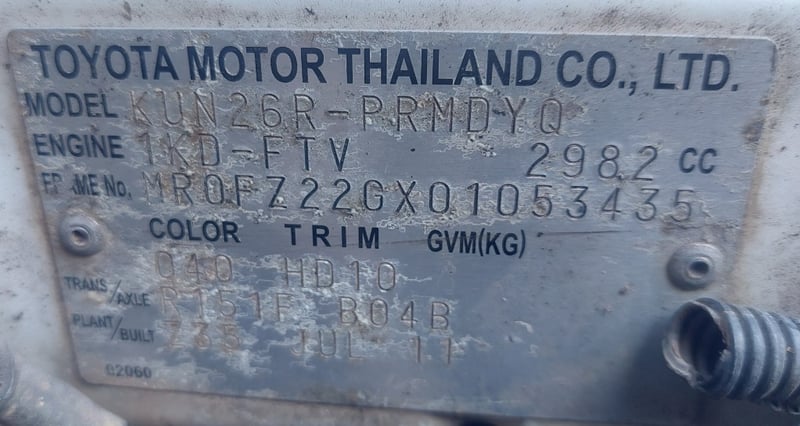 TOYOTA MOTOR THAILAND CO., LTD.
MODEL KUN26R-PRMDYQ
ENGINE 1KD-FTV 2982 CC
FRAME No. MR0FZ22GX01053435
COLOR TRIM GVM(KG)
040 HD10
TRANS/AXLE R151F B04B
PLANT/BUILT JUL 11